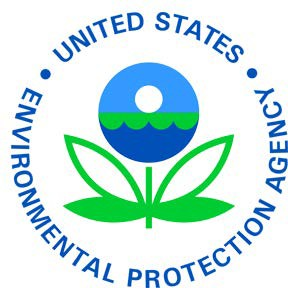 UNITED STATES
ENVIRONMENTAL PROTECTION AGENCY